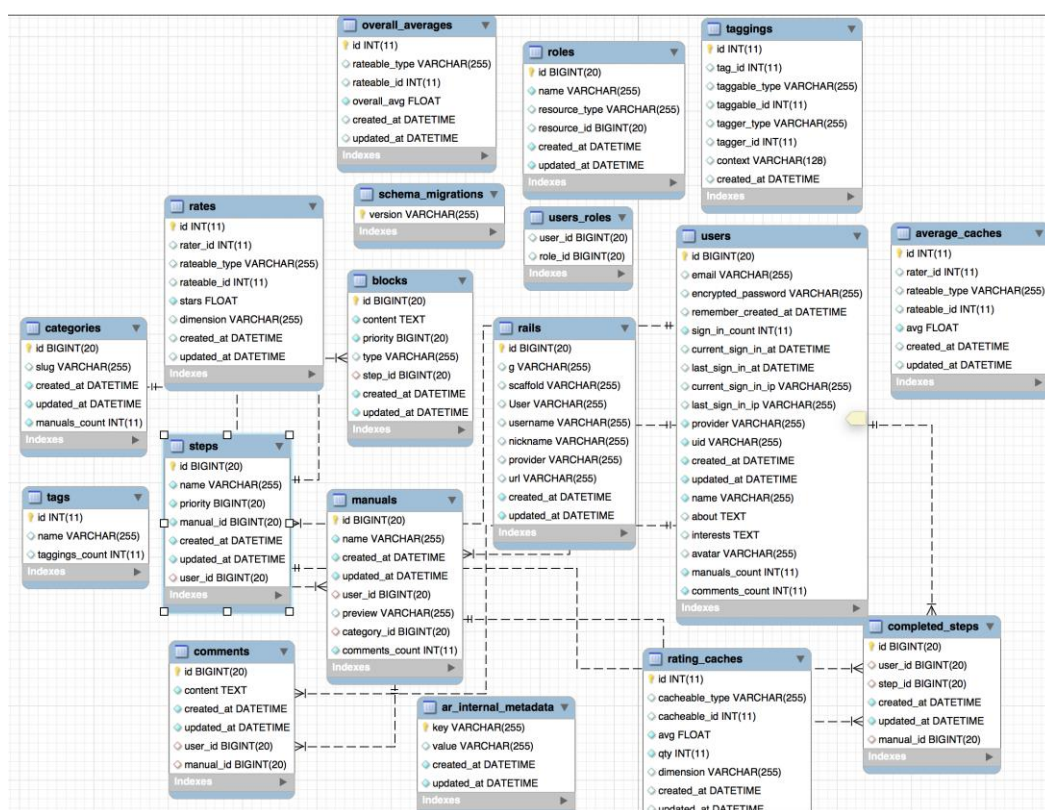 overall_averages
id INT(11)
rateable_type VARCHAR(255)
rateable_id INT(11)
overall_avg FLOAT
created_at DATETIME
updated_at DATETIME
Indexes
roles
id BIGINT(20)
name VARCHAR(255)
resource_type VARCHAR(255)
resource_id BIGINT(20)
created_at DATETIME
updated_at DATETIME
Indexes
taggings
id INT(11)
tag_id INT(11)
taggable_type VARCHAR(255)
taggable_id INT(11)
tagger_type VARCHAR(255)
tagger_id INT(11)
context VARCHAR(128)
created_at DATETIME
Indexes
schema_migrations
version VARCHAR(255)
Indexes
rates
id INT(11)
rater_id INT(11)
rateable_type VARCHAR(255)
rateable_id INT(11)
stars FLOAT
dimension VARCHAR(255)
created_at DATETIME
updated_at DATETIME
Indexes
users_roles
user_id BIGINT(20)
role_id BIGINT(20)
Indexes
users
id BIGINT(20)
email VARCHAR(255)
encrypted_password VARCHAR(255)
remember_created_at DATETIME
sign_in_count INT(11)
current_sign_in_at DATETIME
last_sign_in_at DATETIME
current_sign_in_ip VARCHAR(255)
last_sign_in_ip VARCHAR(255)
provider VARCHAR(255)
uid VARCHAR(255)
created_at DATETIME
updated_at DATETIME
name VARCHAR(255)
about TEXT
interests TEXT
avatar VARCHAR(255)
manuals_count INT(11)
comments_count INT(11)
Indexes
average_caches
id INT(11)
rater_id INT(11)
rateable_type VARCHAR(255)
rateable_id INT(11)
avg FLOAT
created_at DATETIME
updated_at DATETIME
Indexes
blocks
id BIGINT(20)
content TEXT
priority BIGINT(20)
type VARCHAR(255)
step_id BIGINT(20)
created_at DATETIME
updated_at DATETIME
Indexes
categories
id BIGINT(20)
slug VARCHAR(255)
created_at DATETIME
updated_at DATETIME
manuals_count INT(11)
Indexes
rails
id BIGINT(20)
g VARCHAR(255)
scaffold VARCHAR(255)
User VARCHAR(255)
username VARCHAR(255)
nickname VARCHAR(255)
provider VARCHAR(255)
url VARCHAR(255)
created_at DATETIME
updated_at DATETIME
Indexes
steps
id BIGINT(20)
name VARCHAR(255)
priority BIGINT(20)
manual_id BIGINT(20)
created_at DATETIME
updated_at DATETIME
user_id BIGINT(20)
Indexes
tags
id INT(11)
name VARCHAR(255)
taggings_count INT(11)
Indexes
manuals
id BIGINT(20)
name VARCHAR(255)
created_at DATETIME
updated_at DATETIME
user_id BIGINT(20)
preview VARCHAR(255)
category_id BIGINT(20)
comments_count INT(11)
Indexes
completed_steps
id BIGINT(20)
user_id BIGINT(20)
step_id BIGINT(20)
created_at DATETIME
updated_at DATETIME
manual_id BIGINT(20)
Indexes
comments
id BIGINT(20)
content TEXT
created_at DATETIME
updated_at DATETIME
user_id BIGINT(20)
manual_id BIGINT(20)
Indexes
rating_caches
id INT(11)
cacheable_type VARCHAR(255)
cacheable_id INT(11)
avg FLOAT
qty INT(11)
dimension VARCHAR(255)
created_at DATETIME
updated_at DATETIME
ar_internal_metadata
key VARCHAR(255)
value VARCHAR(255)
created_at DATETIME
updated_at DATETIME
Indexes